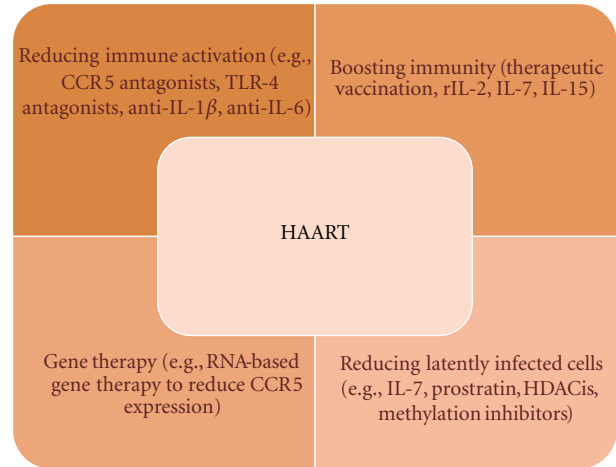 Reducing immune activation (e.g.,
CCR5 antagonists, TLR-4
antagonists, anti-IL-1β, anti-IL-6)
Boosting immunity (therapeutic
vaccination, rIL-2, IL-7, IL-15)
HAART
Gene therapy (e.g., RNA-based
gene therapy to reduce CCR5
expression)
Reducing latently infected cells
(e.g., IL-7, prostratin, HDACis,
methylation inhibitors)